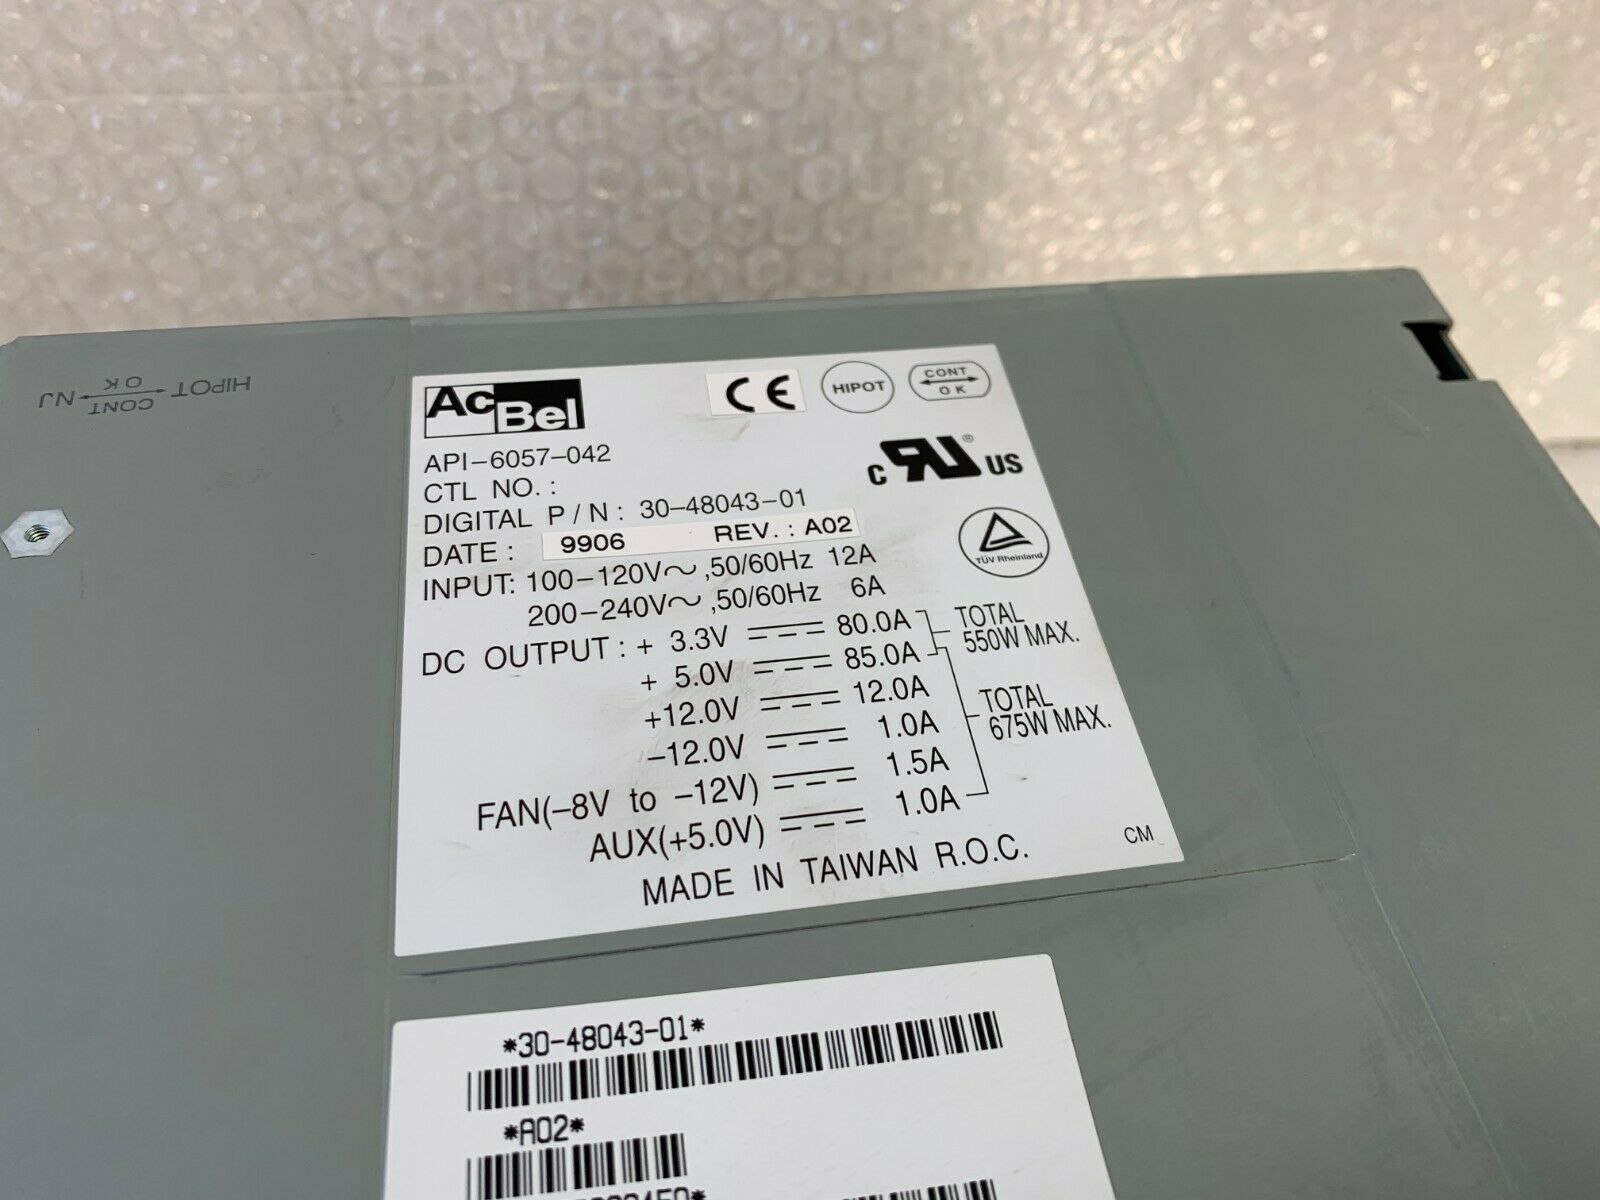 HIPOT
CONT
OK
NJ
AcBel
CE
HIPOT
CONT
OK
API-6057-042
CTL NO. :
DIGITAL P / N : 30-48043-01
DATE : 9906 REV. : A02
INPUT: 100-120V~ ,50/60Hz 12A
200-240V~ ,50/60Hz 6A
DC OUTPUT : + 3.3V 80.0A
+ 5.0V 85.0A
TOTAL
550W MAX.
+12.0V 12.0A
-12.0V 1.0A
TOTAL
675W MAX.
FAN(-8V to -12V) 1.5A
AUX(+5.0V) 1.0A
MADE IN TAIWAN R.O.C.
CM
C RU ® US
TÜV Rheinland
*30-48043-01*
*A02*